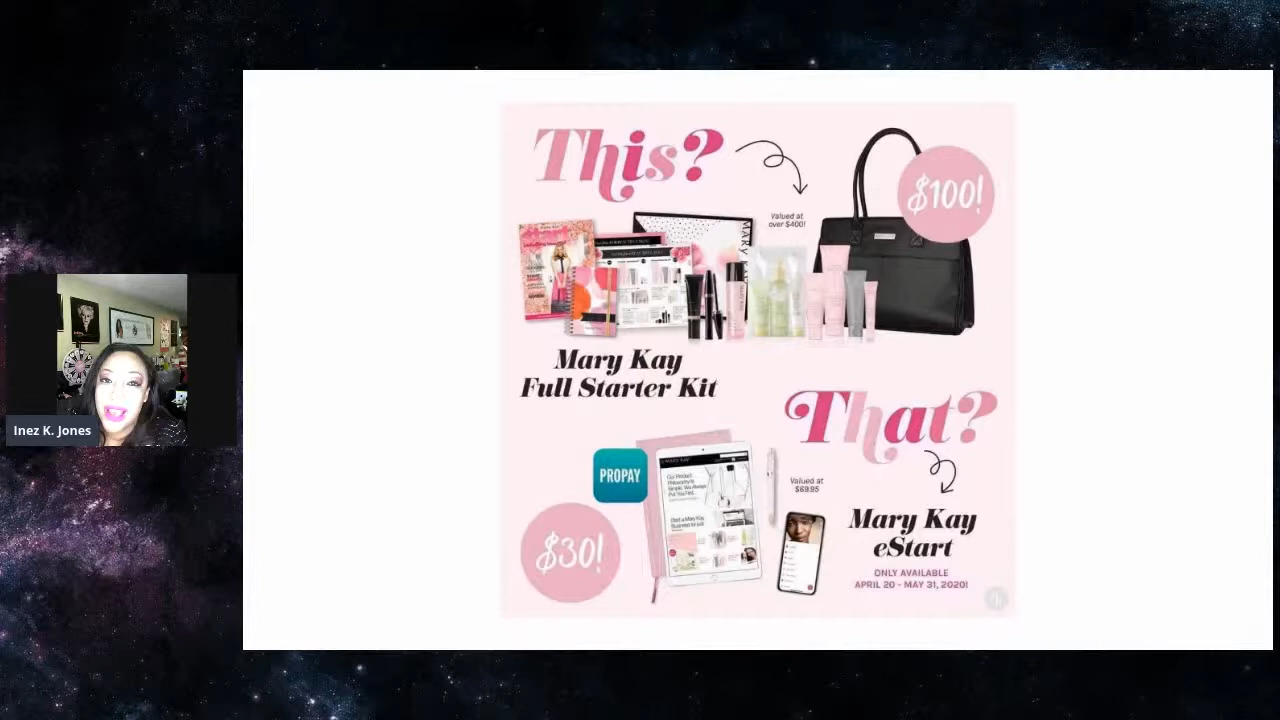 This?
$100!
Valued at
over $400!
Mary Kay
Full Starter Kit
That?
PROPAY
Valued at
$69.95
$30!
Mary Kay
eStart
ONLY AVAILABLE
APRIL 20 - MAY 31, 2020!
Inez K. Jones